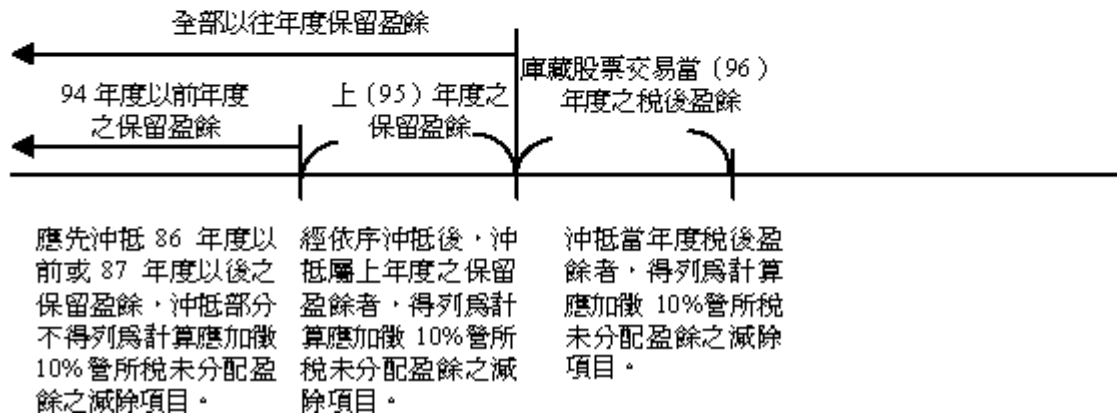 全部以往年度保留盈餘
庫藏股票交易當（96）
年度之稅後盈餘
94 年度以前年度
之保留盈餘
上（95）年度之
保留盈餘
應先沖抵 86 年度以
前或 87 年度以後之
保留盈餘，沖抵部分
不得列為計算應加徵
10%營所稅未分配盈
餘之減除項目。
經依序沖抵後，沖
抵屬上年度之保留
盈餘者，得列為計
算應加徵 10%營所
稅未分配盈餘之減
除項目。
沖抵當年度稅後盈
餘者，得列為計算
應加徵 10%營所稅
未分配盈餘之減除
項目。